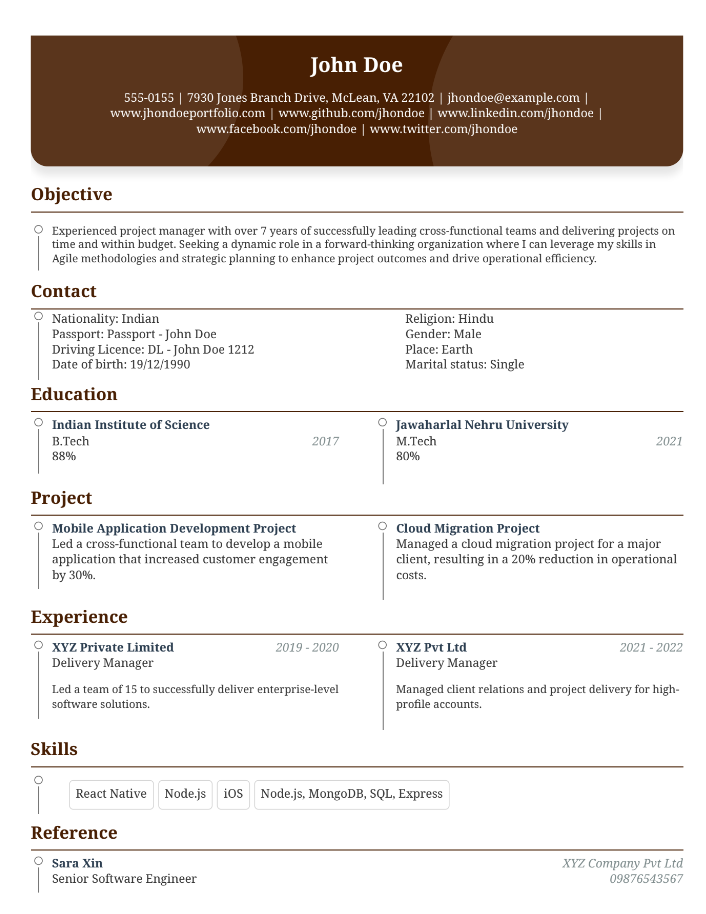 John Doe
555-0155 | 7930 Jones Branch Drive, McLean, VA 22102 | jhondoe@example.com |
www.jhondoeportfolio.com | www.github.com/jhondoe | www.linkedin.com/jhondoe |
www.facebook.com/jhondoe | www.twitter.com/jhondoe
Objective
Experienced project manager with over 7 years of successfully leading cross-functional teams and delivering projects on
time and within budget. Seeking a dynamic role in a forward-thinking organization where I can leverage my skills in
Agile methodologies and strategic planning to enhance project outcomes and drive operational efficiency.
Contact
Nationality: Indian
Passport: Passport - John Doe
Driving Licence: DL - John Doe 1212
Date of birth: 19/12/1990
Religion: Hindu
Gender: Male
Place: Earth
Marital status: Single
Education
Indian Institute of Science
B.Tech 2017
88%
Jawaharlal Nehru University
M.Tech 2021
80%
Project
Mobile Application Development Project
Led a cross-functional team to develop a mobile
application that increased customer engagement
by 30%.
Cloud Migration Project
Managed a cloud migration project for a major
client, resulting in a 20% reduction in operational
costs.
Experience
XYZ Private Limited 2019 - 2020
Delivery Manager
Led a team of 15 to successfully deliver enterprise-level
software solutions.
XYZ Pvt Ltd 2021 - 2022
Delivery Manager
Managed client relations and project delivery for high-
profile accounts.
Skills
React Native Node.js iOS Node.js, MongoDB, SQL, Express
Reference
Sara Xin XYZ Company Pvt Ltd
Senior Software Engineer 09876543567